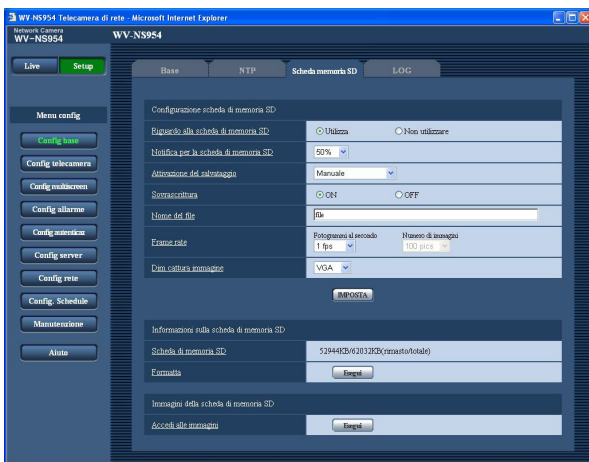 WV-NS954 Telecamera di rete - Microsoft Internet Explorer
Network Camera
WV-NS954
WV-NS954
Live
Setup
Base
NTP
Scheda memoria SD
LOG
Menu config
Config base
Config telecamera
Config multiscreen
Config allarme
Config autentica
Config server
Config rete
Config. Schedule
Manutenzione
Aiuto
Configurazione scheda di memoria SD
Riguardo alla scheda di memoria SD
Utilizza
Non utilizzare
Notifica per la scheda di memoria SD
50%
Attivazione del salvataggio
Manuale
Sovrascrittura
ON
OFF
Nome del file
file
Frame rate
Fotogrammi al secondo
Numero di immagini
1 fps
100 pics
Dim cattura immagine
VGA
IMPOSTA
Informazioni sulla scheda di memoria SD
Scheda di memoria SD
52944KB/62032KB(rimasto/totale)
Formatta
Esegui
Immagini della scheda di memoria SD
Accedi alle immagini
Esegui